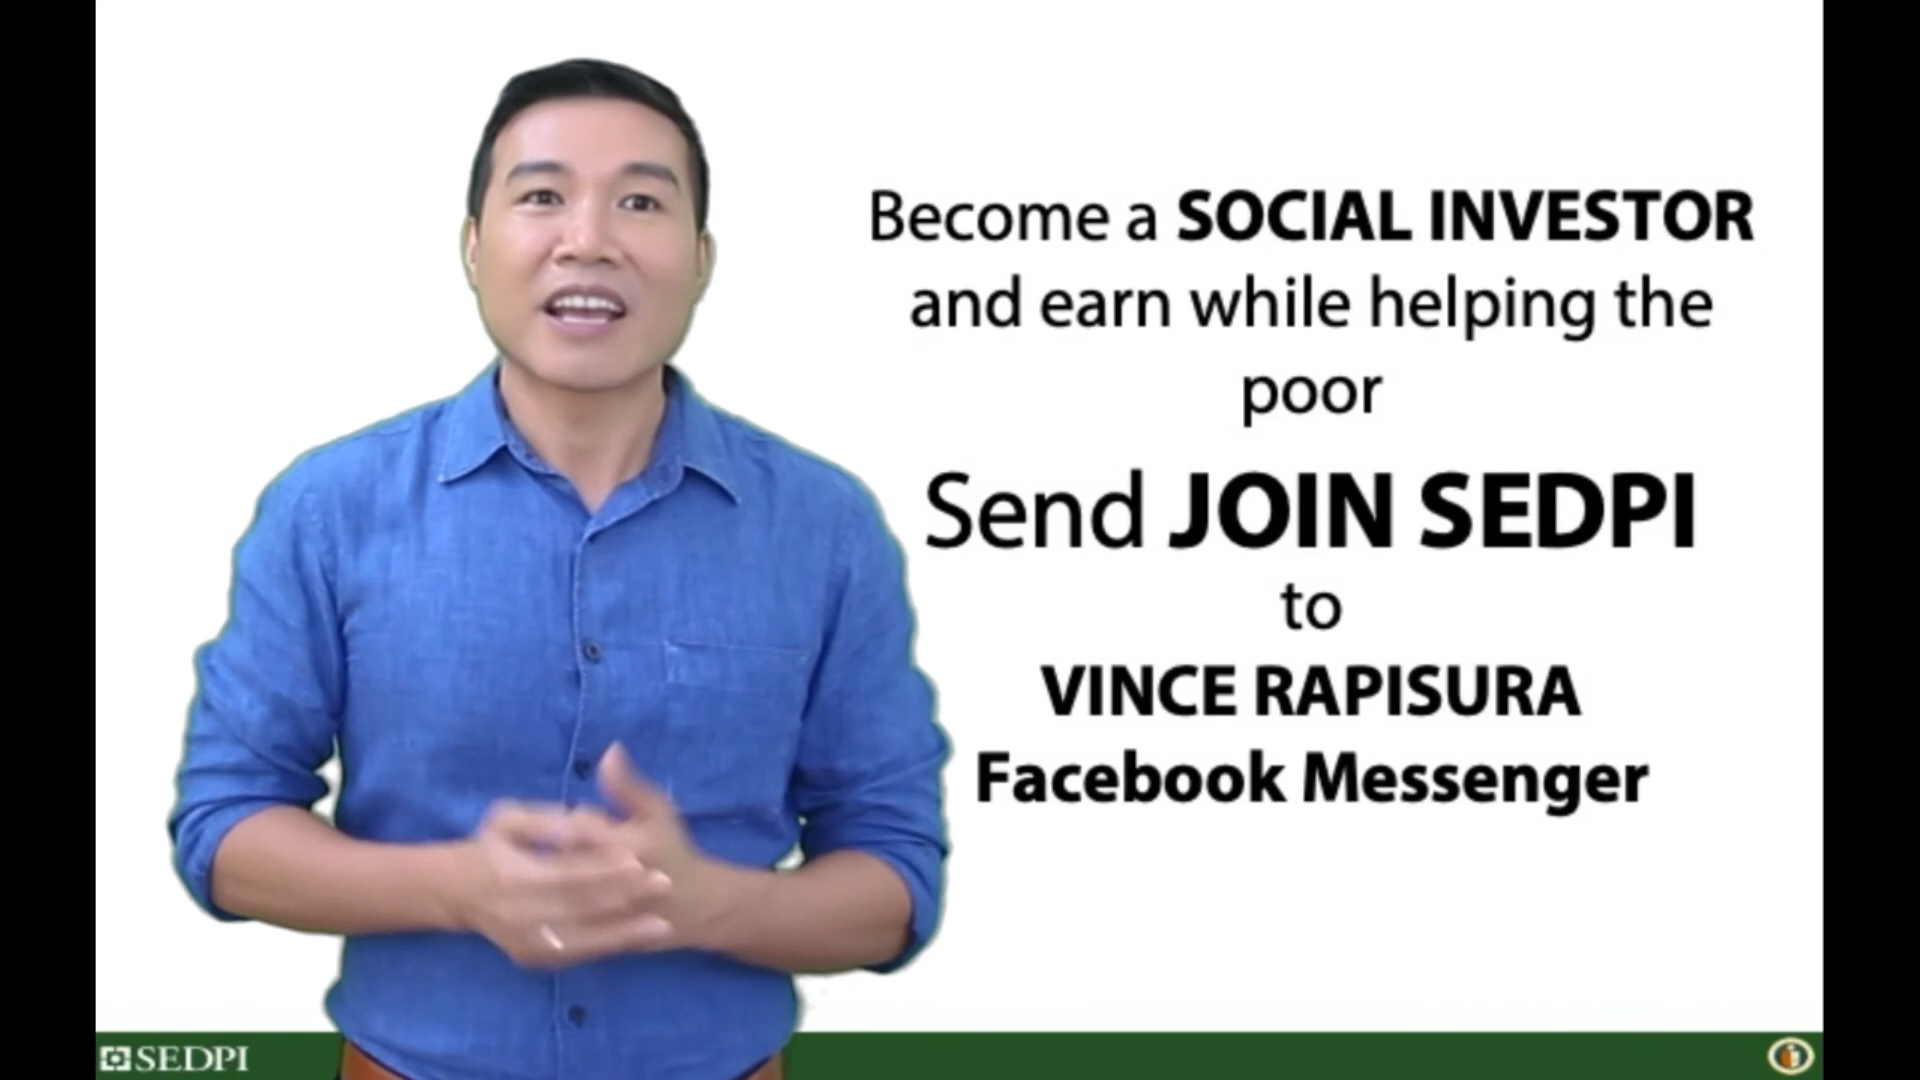 Become a SOCIAL INVESTOR
and earn while helping the
poor
Send JOIN SEDPI
to
VINCE RAPISURA
Facebook Messenger
SEDPI